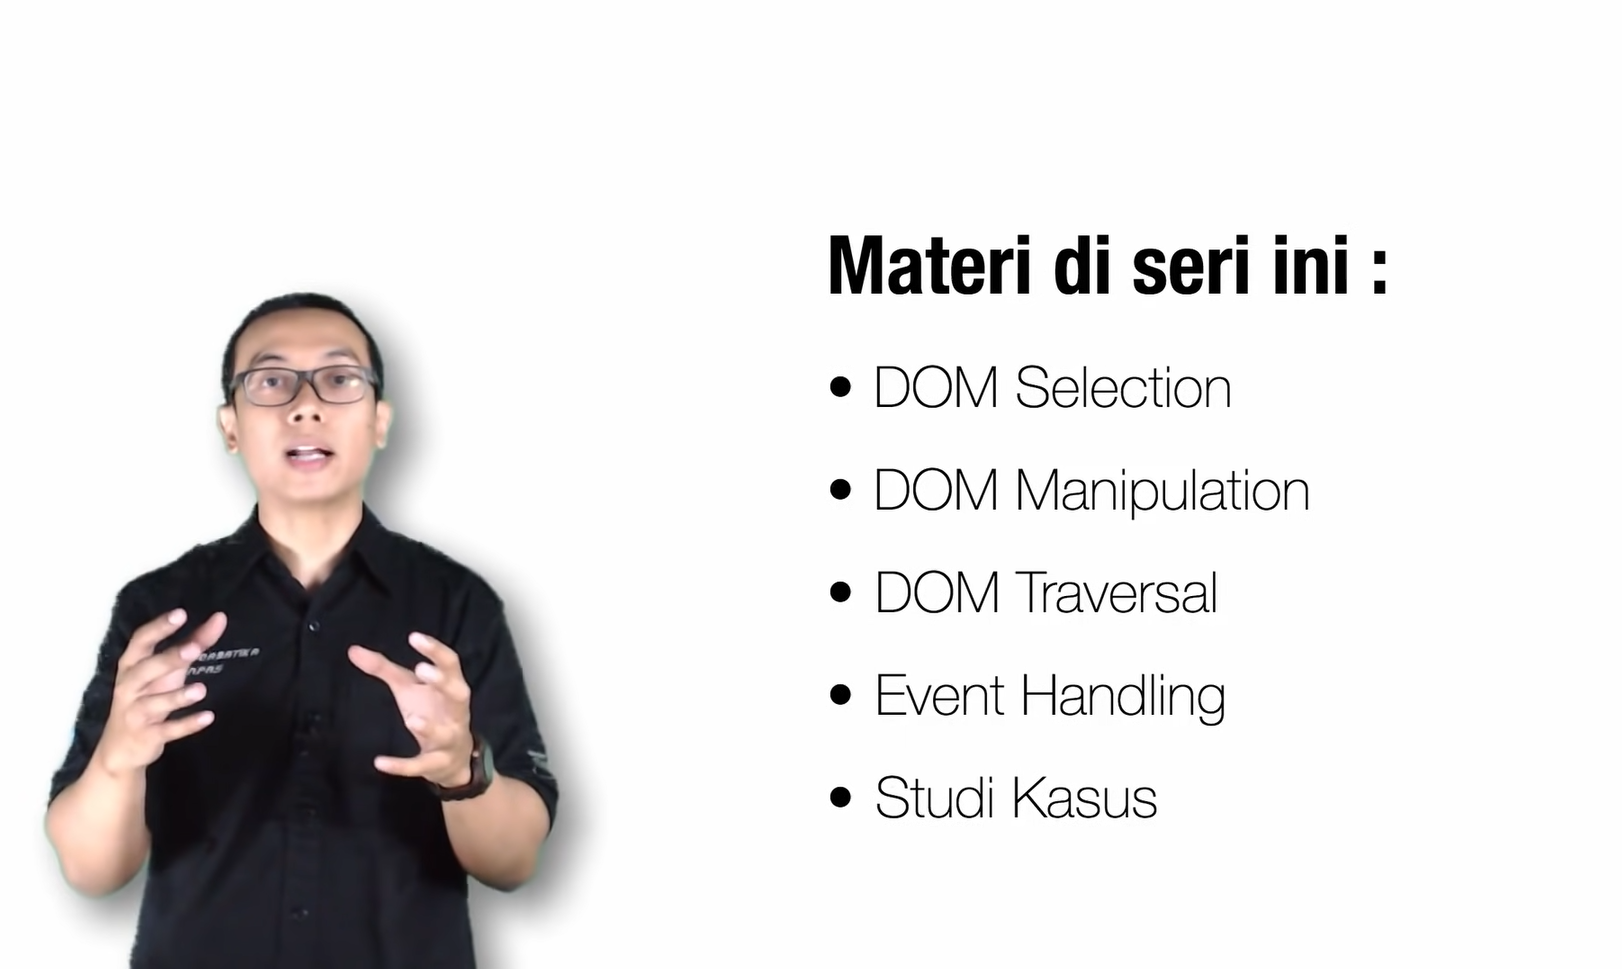 Materi di seri ini :
• DOM Selection
• DOM Manipulation
• DOM Traversal
• Event Handling
• Studi Kasus